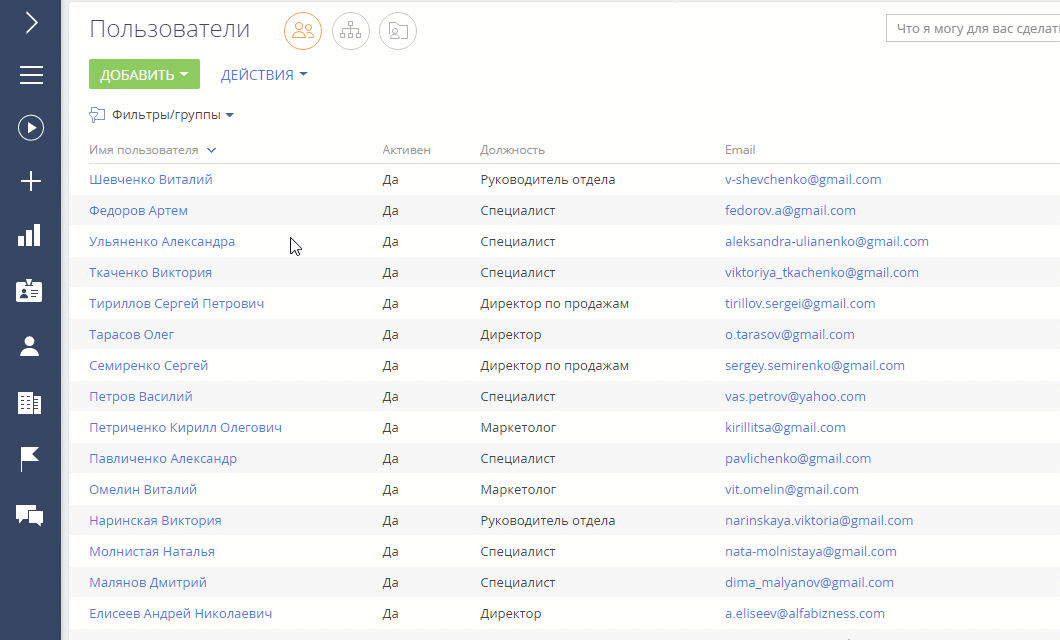 Пользователи
Что я могу для вас сделат
ДОБАВИТЬ ДЕЙСТВИЯ
Фильтры/группы
Имя пользователя Активен Должность Email
Шевченко Виталий Да Руководитель отдела v-shevchenko@gmail.com
Федоров Артем Да Специалист fedorov.a@gmail.com
Ульяненко Александра Да Специалист aleksandra-ulianenko@gmail.com
Ткаченко Виктория Да Специалист viktoriya_tkachenko@gmail.com
Тириллов Сергей Петрович Да Директор по продажам tirillov.sergei@gmail.com
Тарасов Олег Да Директор o.tarasov@gmail.com
Семиренко Сергей Да Директор по продажам sergey.semirenko@gmail.com
Петров Василий Да Специалист vas.petrov@yahoo.com
Петриченко Кирилл Олегович Да Маркетолог kirillitsa@gmail.com
Павличенко Александр Да Специалист pavlichenko@gmail.com
Омелин Виталий Да Маркетолог vit.omelin@gmail.com
Наринская Виктория Да Руководитель отдела narinskaya.viktoria@gmail.com
Молнистая Наталья Да Специалист nata-molnistaya@gmail.com
Малянов Дмитрий Да Специалист dima_malyanov@gmail.com
Елисеев Андрей Николаевич Да Директор a.eliseev@alfabizness.com